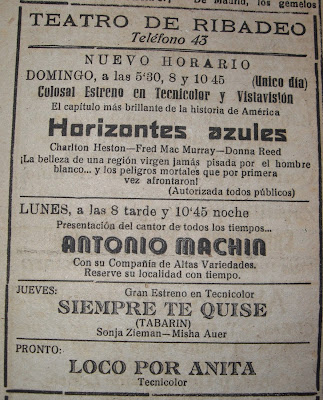 De Madrid, los gemelos
TEATRO DE RIBADEO
Teléfono 43
NUEVO HORARIO
DOMINGO, a las 5'30, 8 y 10 45 (Unico día)
Colosal Estreno en Tecnicolor y Vistavisión
El capítulo más brillante de la historia de América
Horizontes azules
Charlton Heston—Fred Mac Murray—Donna Reed
¡La belleza de una región virgen jamás pisada por el hombre
blanco... y los peligros mortales que por primera
vez afrontaron!
(Autorizada todos públicos)
LUNES, a las 8 tarde y 10'45 noche
Presentación del cantor de todos los tiempos...
ANTONIO MACHIN
Con su Compañía de Altas Variedades.
Reserve su localidad con tiempo.
JUEVES: Gran Estreno en Tecnicolor
SIEMPRE TE QUISE
(TABARIN)
Sonja Zieman—Misha Auer
PRONTO:
LOCO POR ANITA
Tecnicolor